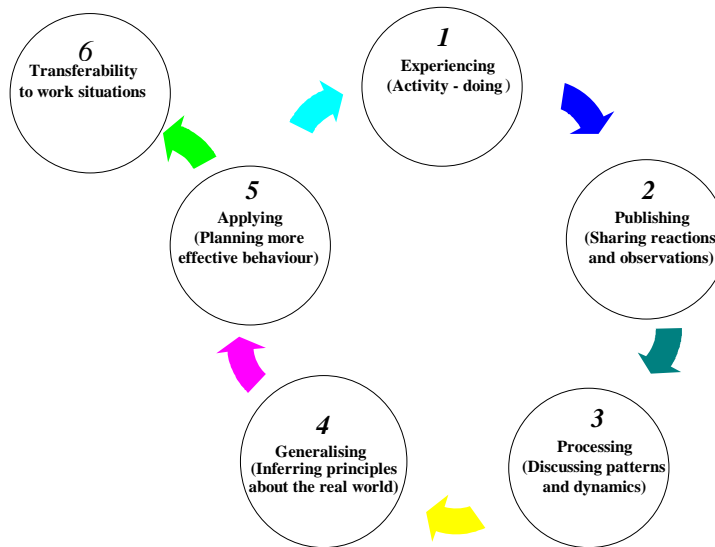 1
Experiencing
(Activity - doing )
2
Publishing
(Sharing reactions
and observations)
3
Processing
(Discussing patterns
and dynamics)
4
Generalising
(Inferring principles
about the real world)
5
Applying
(Planning more
effective behaviour)
6
Transferability
to work situations